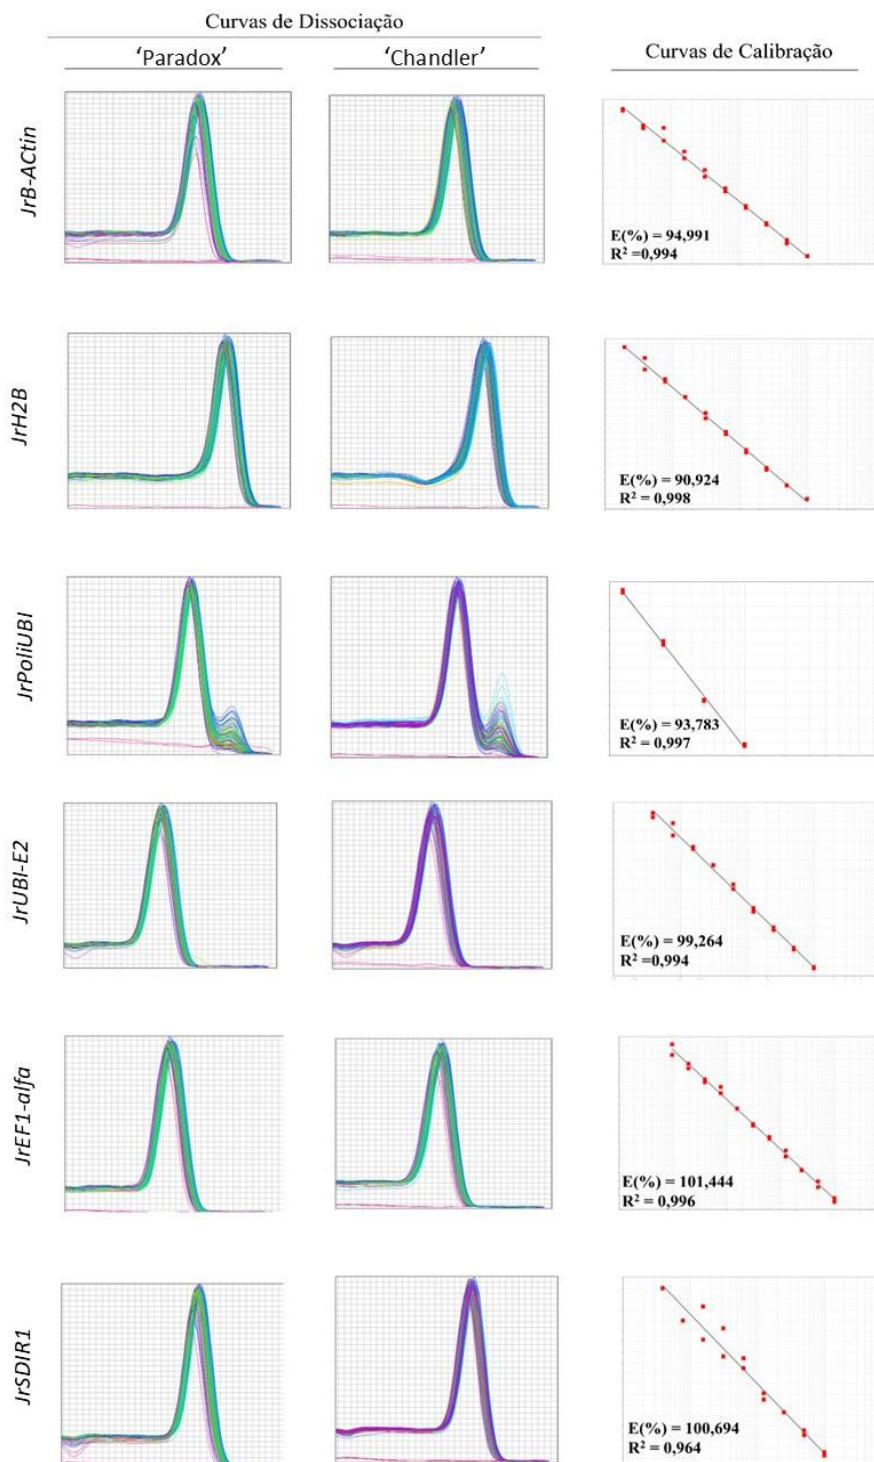 Curvas de Dissociação
‘Paradox’
‘Chandler’
Curvas de Calibração
JrB-ACtin
E(%) = 94,991
R² =0,994
JrH2B
E(%) = 90,924
R² = 0,998
JrPoliUBI
E(%) = 93,783
R² = 0,997
JrUBI-E2
E(%) = 99,264
R² =0,994
JrEF1-alfa
E(%) = 101,444
R² = 0,996
JrSDIR1
E(%) = 100,694
R² = 0,964